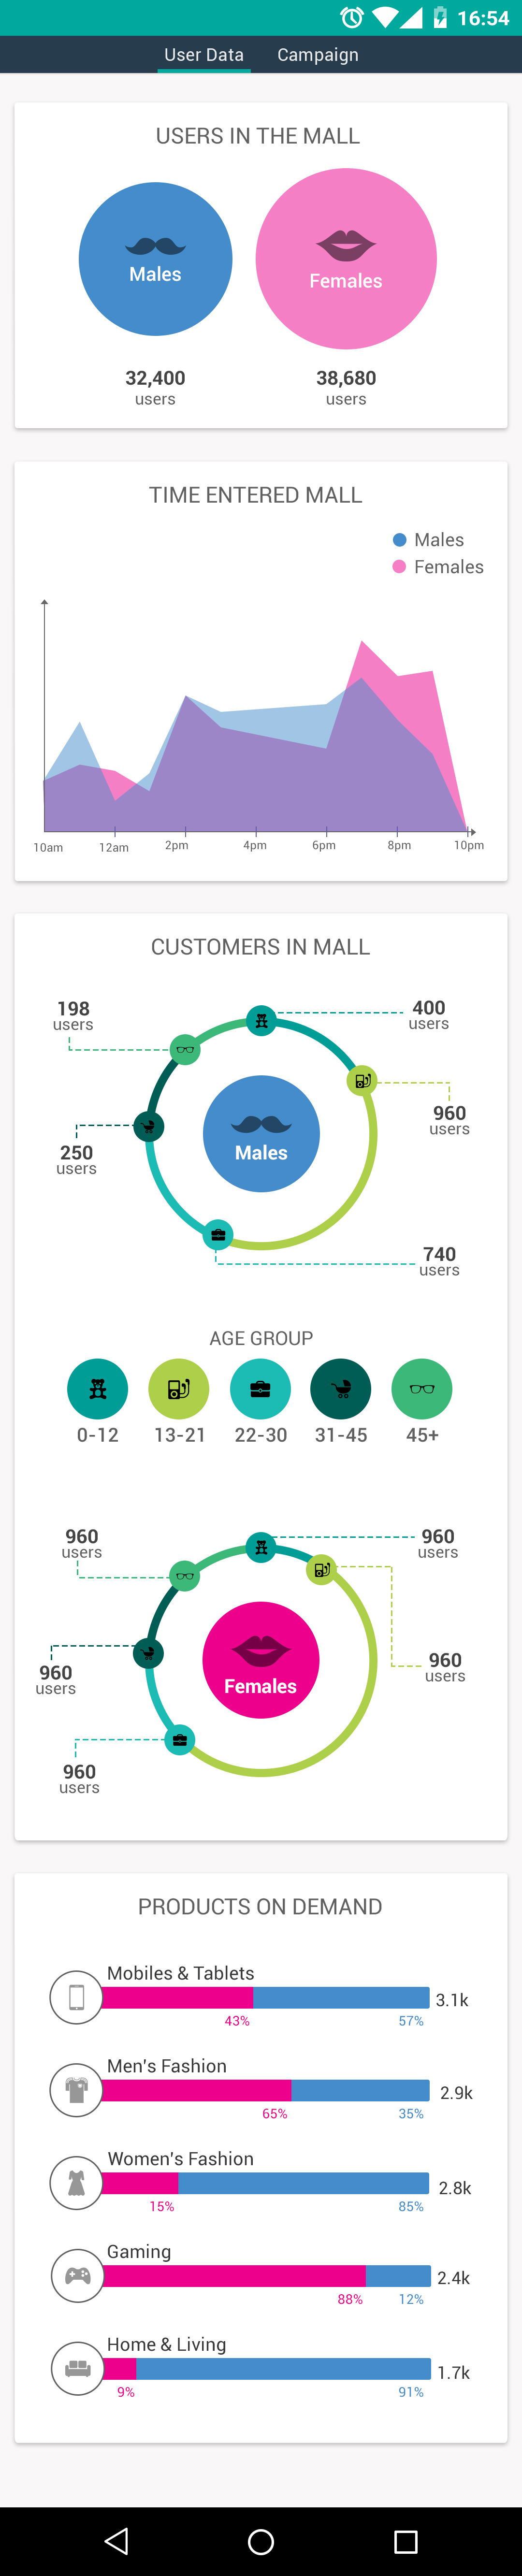 16:54
User Data
Campaign
USERS IN THE MALL
Males
Females
32,400
users
38,680
users
TIME ENTERED MALL
Males
Females
10am
12am
2pm
4pm
6pm
8pm
10pm
CUSTOMERS IN MALL
198
users
400
users
960
users
250
users
Males
740
users
AGE GROUP
0-12
13-21
22-30
31-45
45+
960
users
960
users
960
users
960
users
Females
960
users
PRODUCTS ON DEMAND
Mobiles & Tablets
3.1k
43%
57%
Men's Fashion
2.9k
65%
35%
Women's Fashion
2.8k
15%
85%
Gaming
2.4k
88%
12%
Home & Living
1.7k
9%
91%